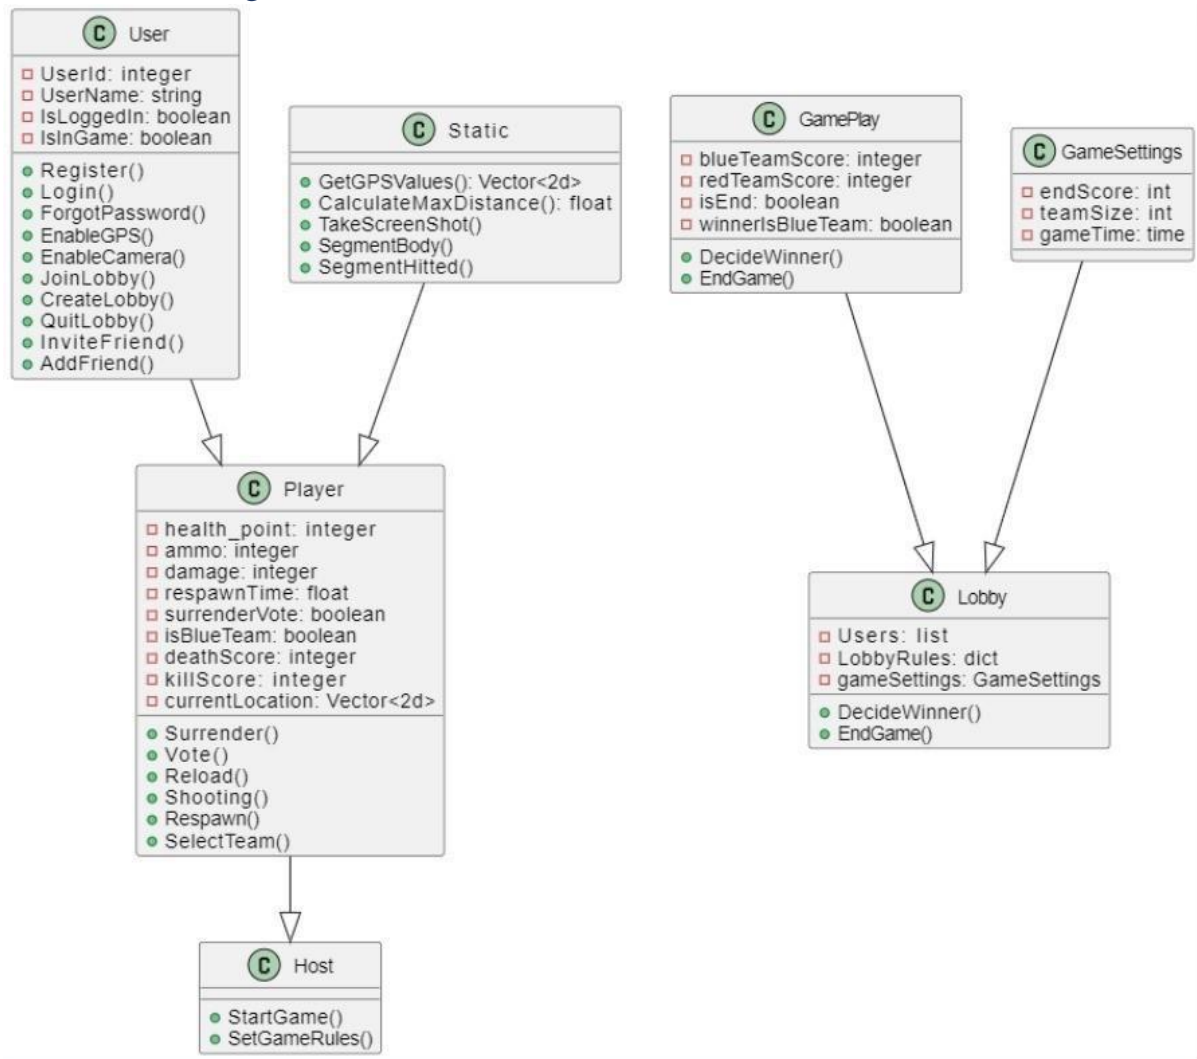 C User
UserId: integer
UserName: string
IsLoggedIn: boolean
IsInGame: boolean
Register()
Login()
ForgotPassword()
EnableGPS()
EnableCamera()
JoinLobby()
CreateLobby()
QuitLobby()
InviteFriend()
AddFriend()
C Static
GetGPSValues(): Vector<2d>
CalculateMaxDistance(): float
TakeScreenShot()
SegmentBody()
SegmentHitted()
C GamePlay
blueTeamScore: integer
redTeamScore: integer
isEnd: boolean
winnerIsBlueTeam: boolean
DecideWinner()
EndGame()
C GameSettings
endScore: int
teamSize: int
gameTime: time
C Player
health_point: integer
ammo: integer
damage: integer
respawnTime: float
surrenderVote: boolean
isBlueTeam: boolean
deathScore: integer
killScore: integer
currentLocation: Vector<2d>
Surrender()
Vote()
Reload()
Shooting()
Respawn()
SelectTeam()
C Lobby
Users: list
LobbyRules: dict
gameSettings: GameSettings
DecideWinner()
EndGame()
C Host
StartGame()
SetGameRules()